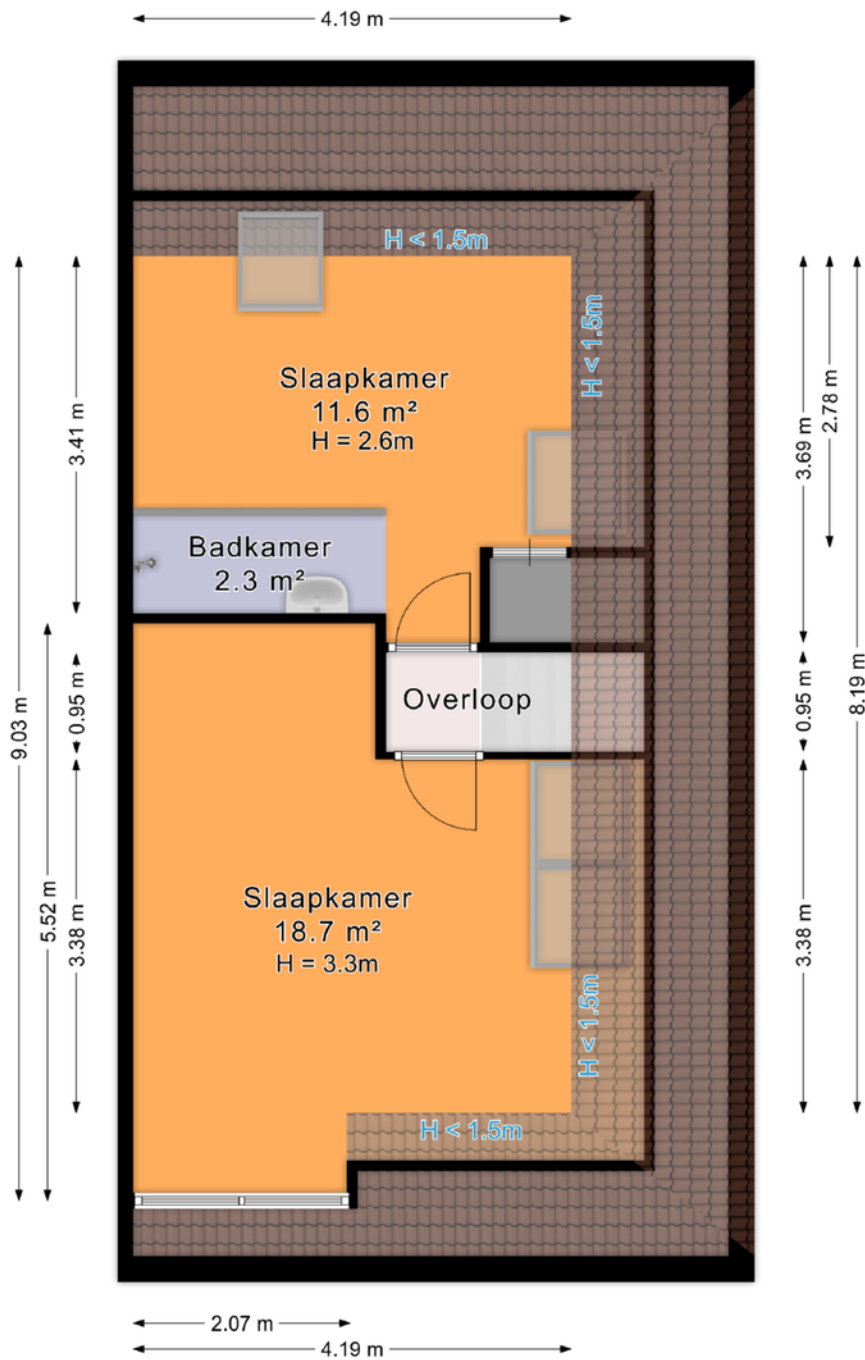 4.19 m
H < 1.5m
H < 1.5m
Slaapkamer
11.6 m²
H = 2.6m
3.41 m
2.78 m
3.69 m
Badkamer
2.3 m²
9.03 m
0.95 m
Overloop
0.95 m
8.19 m
5.52 m
3.38 m
Slaapkamer
18.7 m²
H = 3.3m
3.38 m
H < 1.5m
H < 1.5m
2.07 m
4.19 m